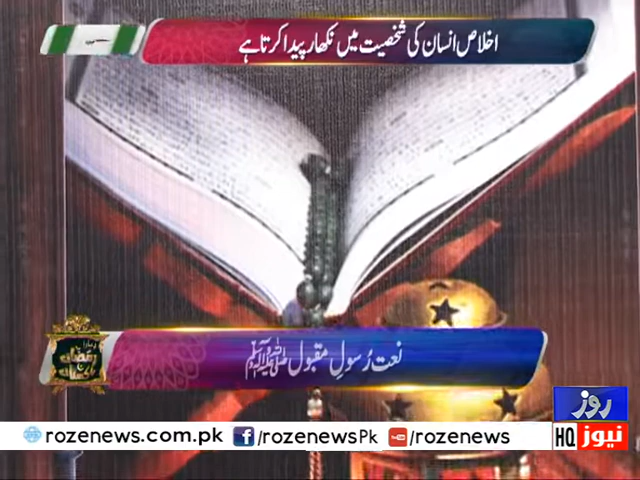 اخلاص انسان کی شخصیت میں نکھار پیدا کرتا ہے
نعت رُسولِ مقبول ﷺ
روز
HQ نیوز
rozenews.com.pk f/rozenewsPk /rozenews